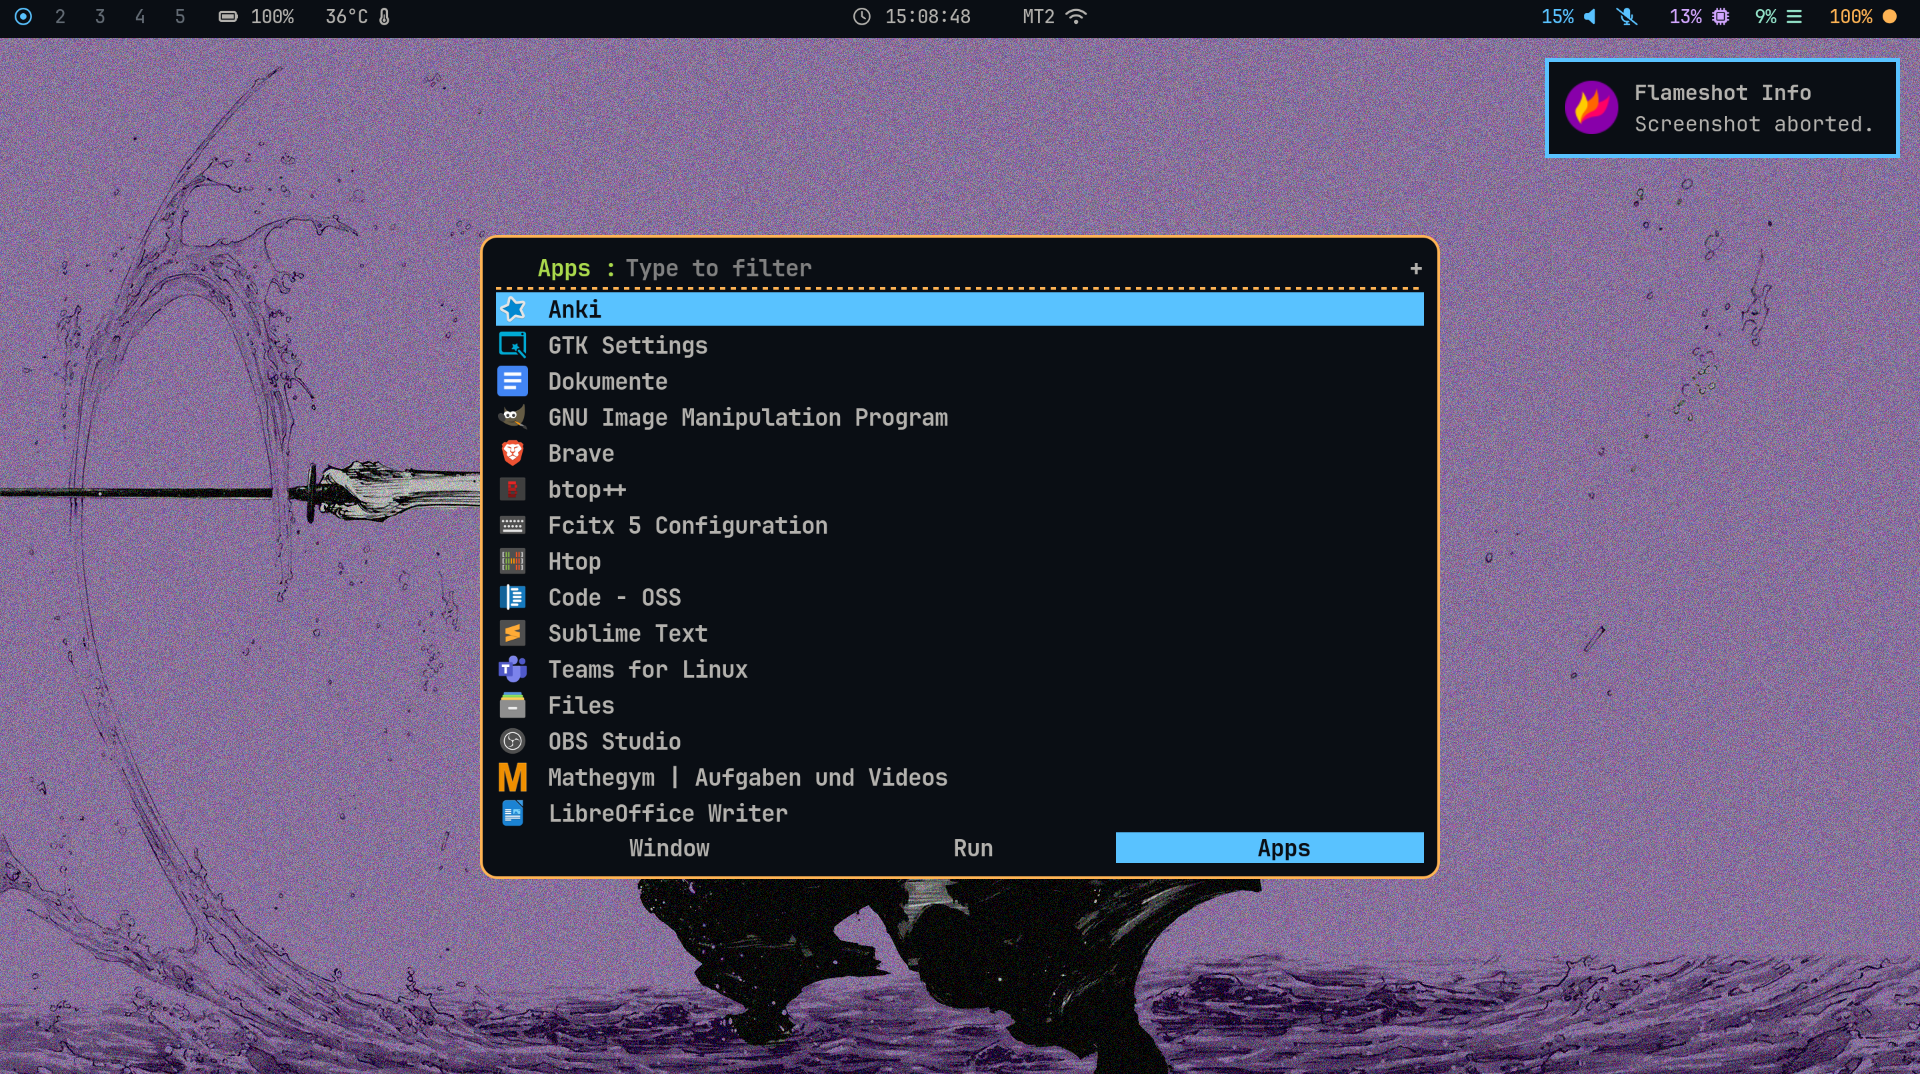 2 3 4 5 100% 36°C 15:08:48 MT2 15% 13% 9% 100%
Flameshot Info
Screenshot aborted.
Apps : Type to filter +
Anki
GTK Settings
Dokumente
GNU Image Manipulation Program
Brave
btop++
Fcitx 5 Configuration
Htop
Code - OSS
Sublime Text
Teams for Linux
Files
OBS Studio
Mathegym | Aufgaben und Videos
LibreOffice Writer
Window Run Apps